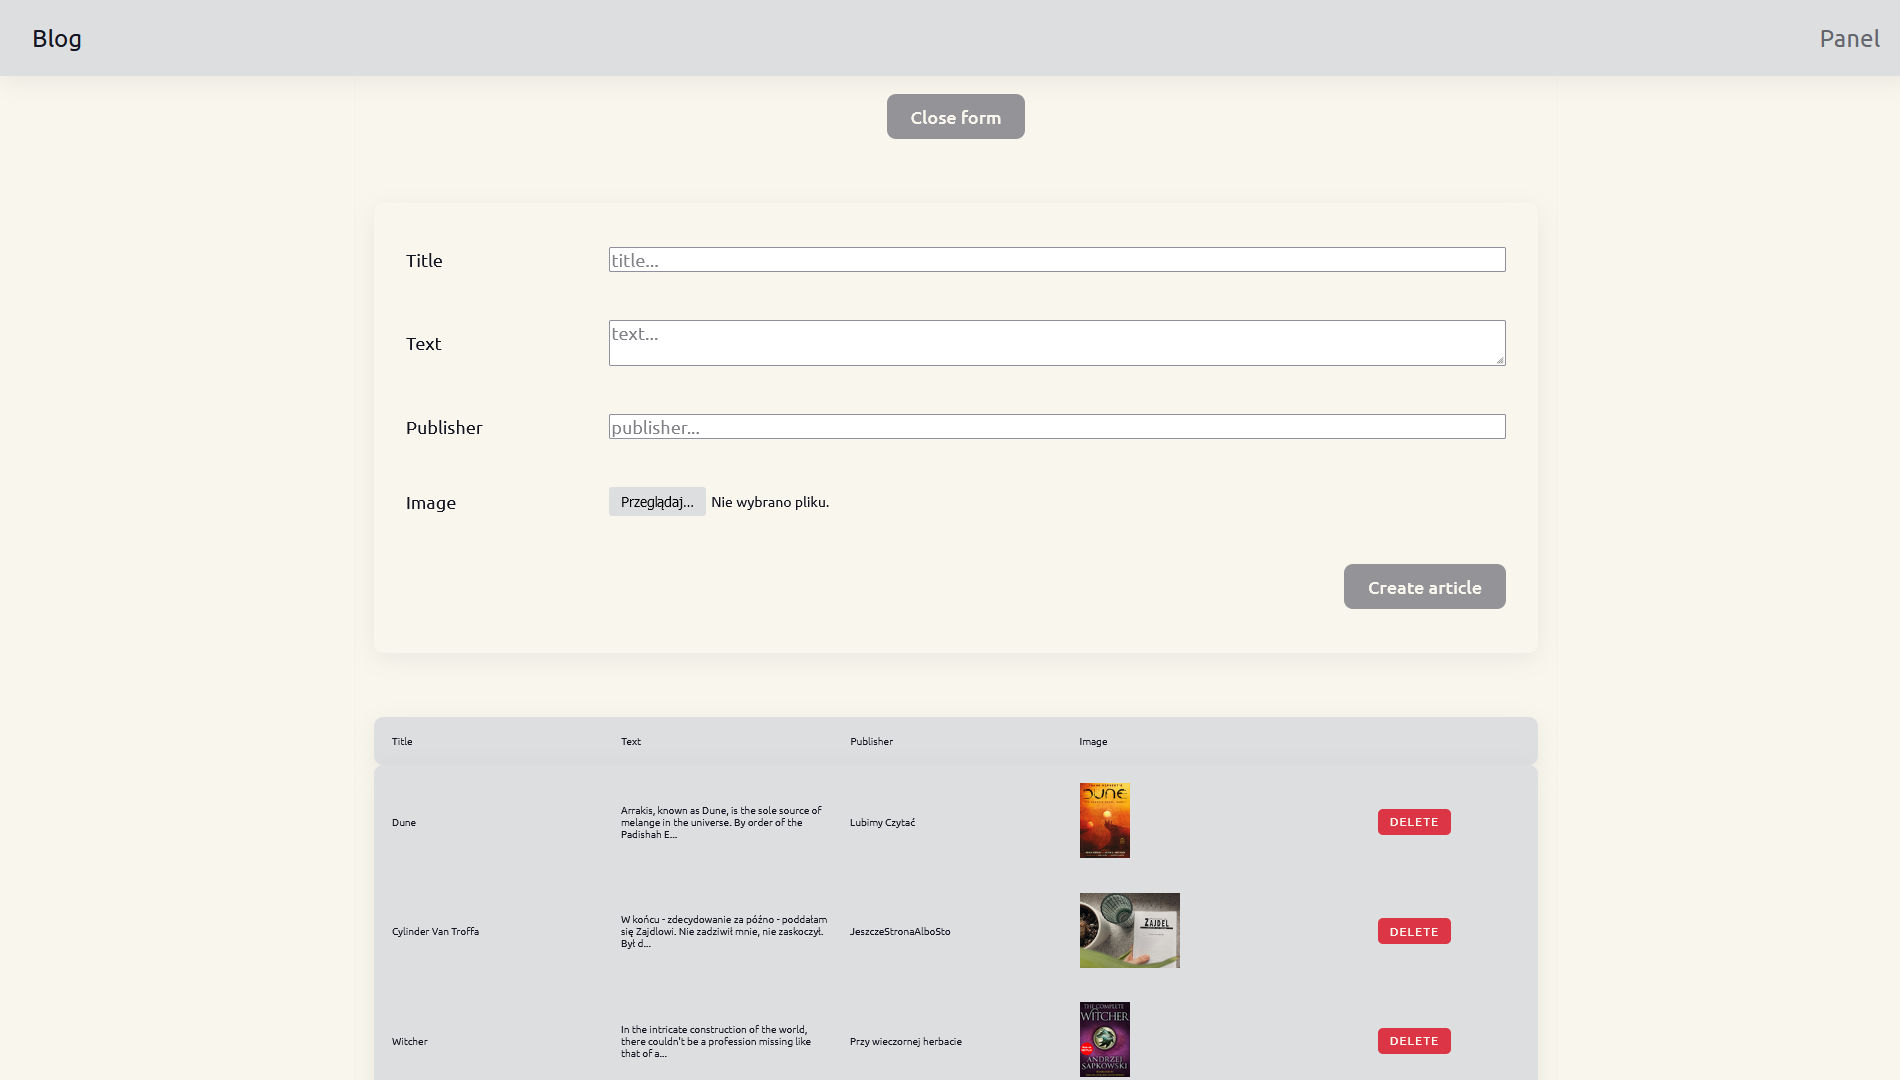 Blog
Panel
Close form
Title
title...
Text
text...
Publisher
publisher...
Image
Przeglądaj... Nie wybrano pliku.
Create article
Title Text Publisher Image
Dune
Arrakis, known as Dune, is the sole source of
melange in the universe. By order of the
Padishah E...
Lubimy Czytać
DUNE
DELETE
Cylinder Van Troffa
W końcu - zdecydowanie za późno - poddałam
się Zajdlowi. Nie zadziwił mnie, nie zaskoczył.
Był d...
JeszczeStronaAlboSto
ZAJDEL
DELETE
Witcher
In the intricate construction of the world,
there couldn't be a profession missing like
that of a...
Przy wieczornej herbacie
THE COMPLETE
WITCHER
ANDRZEJ
SAPKOWSKI
DELETE